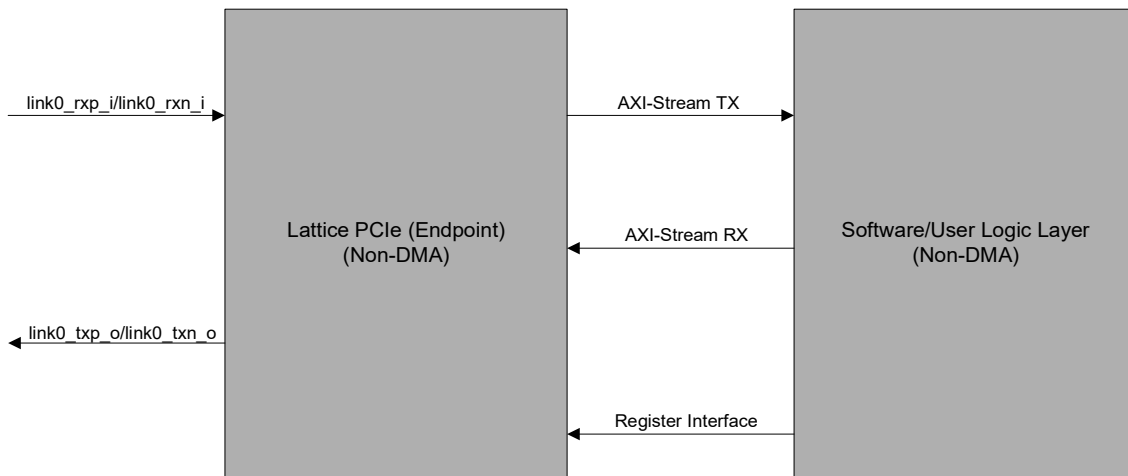 link0_rxp_i/link0_rxn_i
AXI-Stream TX
Lattice PCIe (Endpoint)
(Non-DMA)
AXI-Stream RX
Software/User Logic Layer
(Non-DMA)
link0_txp_o/link0_txn_o
Register Interface